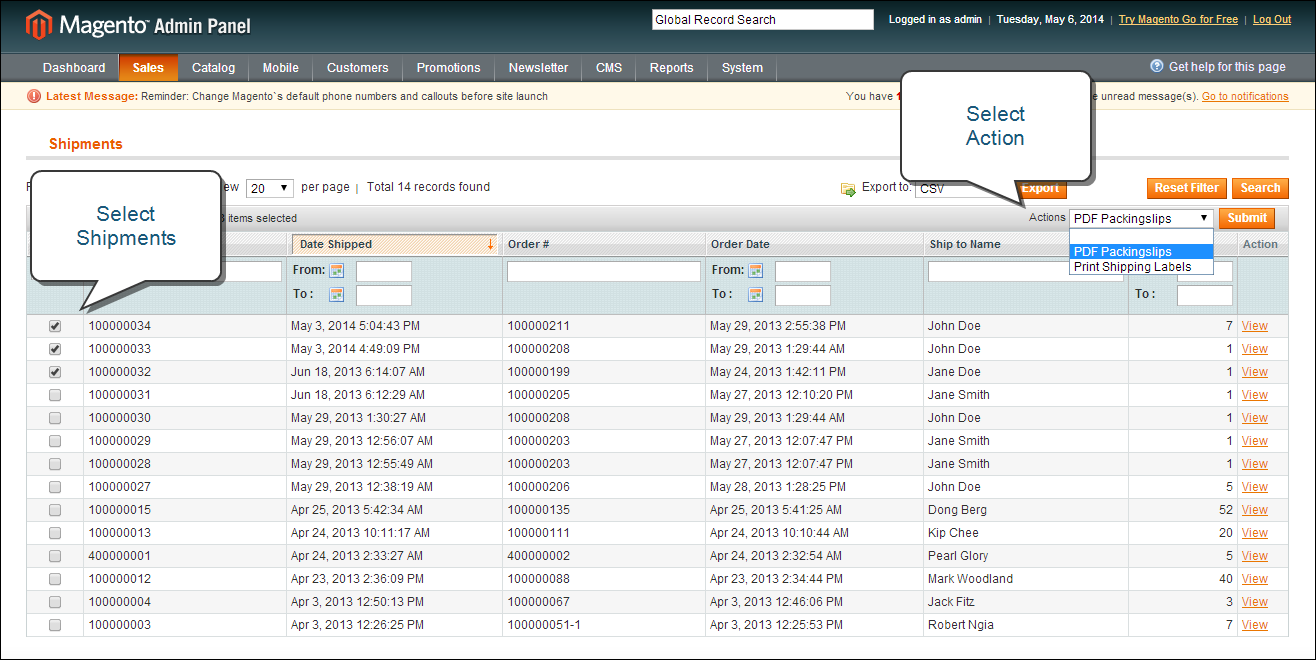 Magento Admin Panel
Global Record Search
Logged in as admin | Tuesday, May 6, 2014 | Try Magento Go for Free | Log Out
Dashboard Sales Catalog Mobile Customers Promotions Newsletter CMS Reports System
Get help for this page
Latest Message: Reminder: Change Magento`s default phone numbers and callouts before site launch
You have unread message(s). Go to notifications
Select
Action
Shipments
20 per page | Total 14 records found
Export to: CSV Export
Reset Filter Search
Select
Shipments
items selected
Actions PDF Packingslips Submit
PDF Packingslips
Print Shipping Labels
Date Shipped Order # Order Date Ship to Name Action
From: From:
To : To : To :
100000034 May 3, 2014 5:04:43 PM 100000211 May 29, 2013 2:55:38 PM John Doe 7 View
100000033 May 3, 2014 4:49:09 PM 100000208 May 29, 2013 1:29:44 AM John Doe 1 View
100000032 Jun 18, 2013 6:14:07 AM 100000199 May 24, 2013 1:42:11 PM Jane Doe 1 View
100000031 Jun 18, 2013 6:12:29 AM 100000205 May 27, 2013 12:10:20 PM Jane Smith 1 View
100000030 May 29, 2013 1:30:27 AM 100000208 May 29, 2013 1:29:44 AM John Doe 1 View
100000029 May 29, 2013 12:56:07 AM 100000203 May 27, 2013 12:07:47 PM Jane Smith 1 View
100000028 May 29, 2013 12:55:49 AM 100000203 May 27, 2013 12:07:47 PM Jane Smith 1 View
100000027 May 29, 2013 12:38:19 AM 100000206 May 28, 2013 1:28:25 PM John Doe 5 View
100000015 Apr 25, 2013 5:42:34 AM 100000135 Apr 25, 2013 5:41:25 AM Dong Berg 52 View
100000013 Apr 24, 2013 10:11:17 AM 100000111 Apr 24, 2013 10:10:44 AM Kip Chee 20 View
400000001 Apr 24, 2013 2:33:27 AM 400000002 Apr 24, 2013 2:32:54 AM Pearl Glory 5 View
100000012 Apr 23, 2013 2:36:09 PM 100000088 Apr 23, 2013 2:34:44 PM Mark Woodland 40 View
100000004 Apr 3, 2013 12:50:13 PM 100000067 Apr 3, 2013 12:46:06 PM Jack Fitz 3 View
100000003 Apr 3, 2013 12:26:25 PM 100000051-1 Apr 3, 2013 12:25:53 PM Robert Ngia 7 View